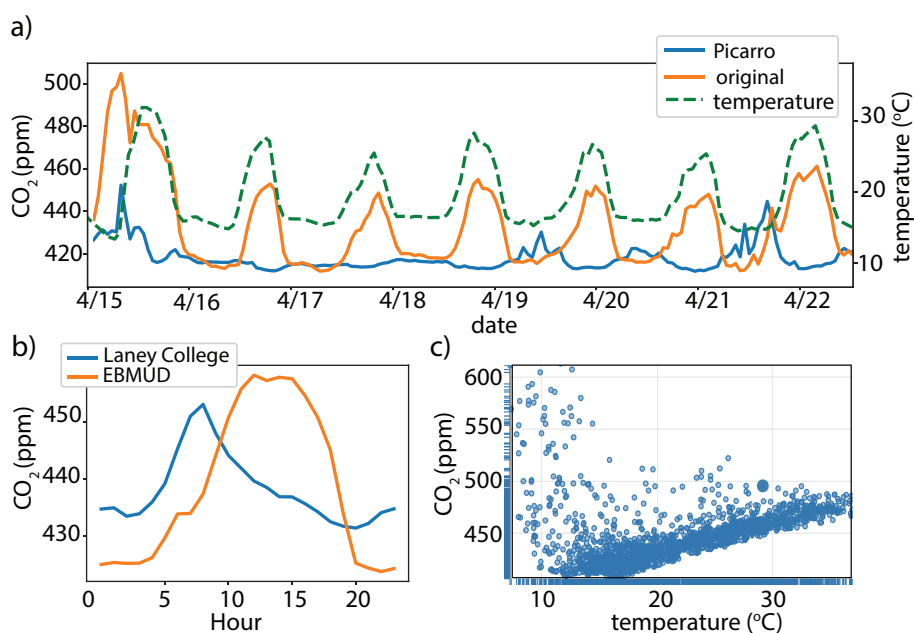 a)
Picarro
original
temperature
500
480
460
440
420
CO₂ (ppm)
30
20
10
temperature (°C)
4/15 4/16 4/17 4/18 4/19 4/20 4/21 4/22
date
b)
Laney College
EBMUD
450
440
430
CO₂ (ppm)
0 5 10 15 20
Hour
c)
600
550
500
450
CO₂ (ppm)
10 20 30
temperature (°C)